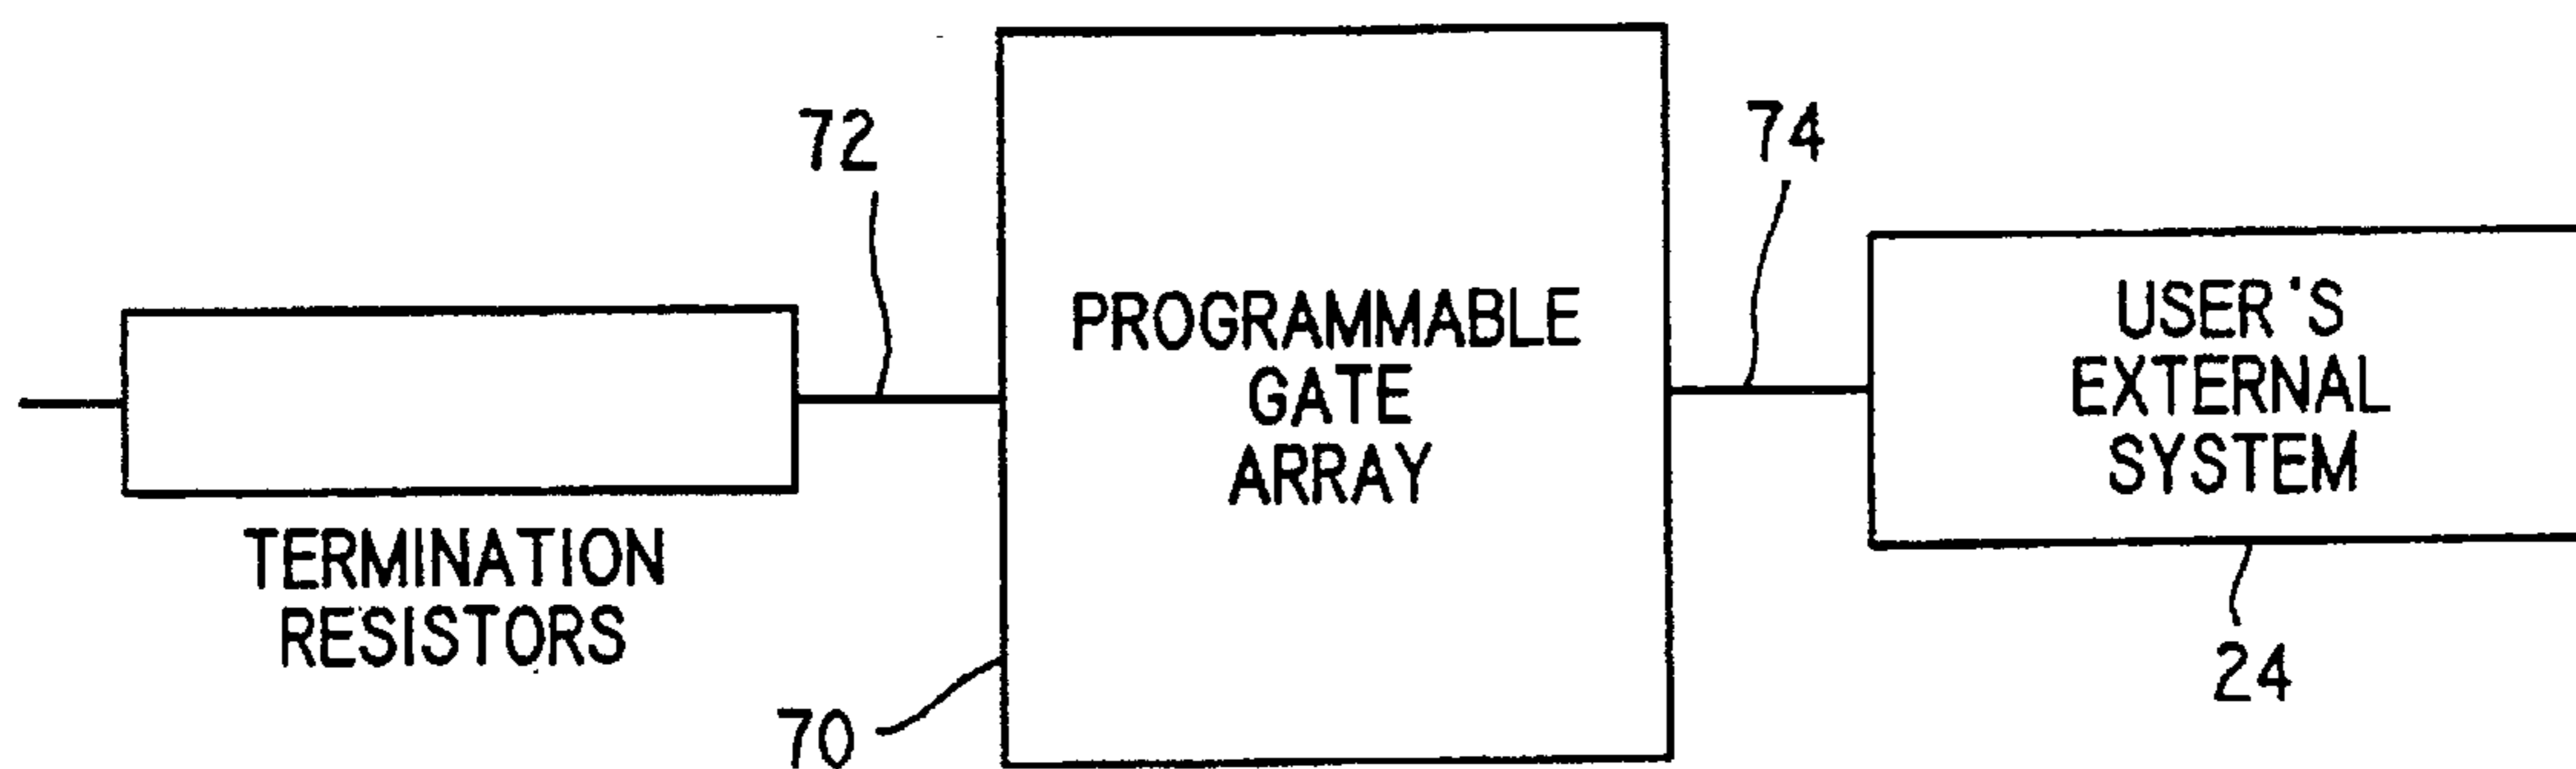 72
74
PROGRAMMABLE
GATE
ARRAY
USER'S
EXTERNAL
SYSTEM
TERMINATION
RESISTORS
70
24